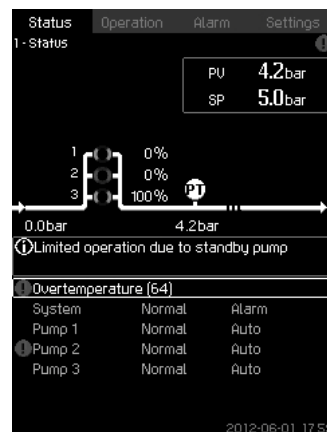 Status Operation Alarm Settings
1 - Status
PV 4.2bar
SP 5.0bar
1 0%
2 0%
3 100% PT
0.0bar 4.2bar
Limited operation due to standby pump
Overtemperature (64)
System Normal Alarm
Pump 1 Normal Auto
Pump 2 Normal Auto
Pump 3 Normal Auto
2012-06-01 17:5